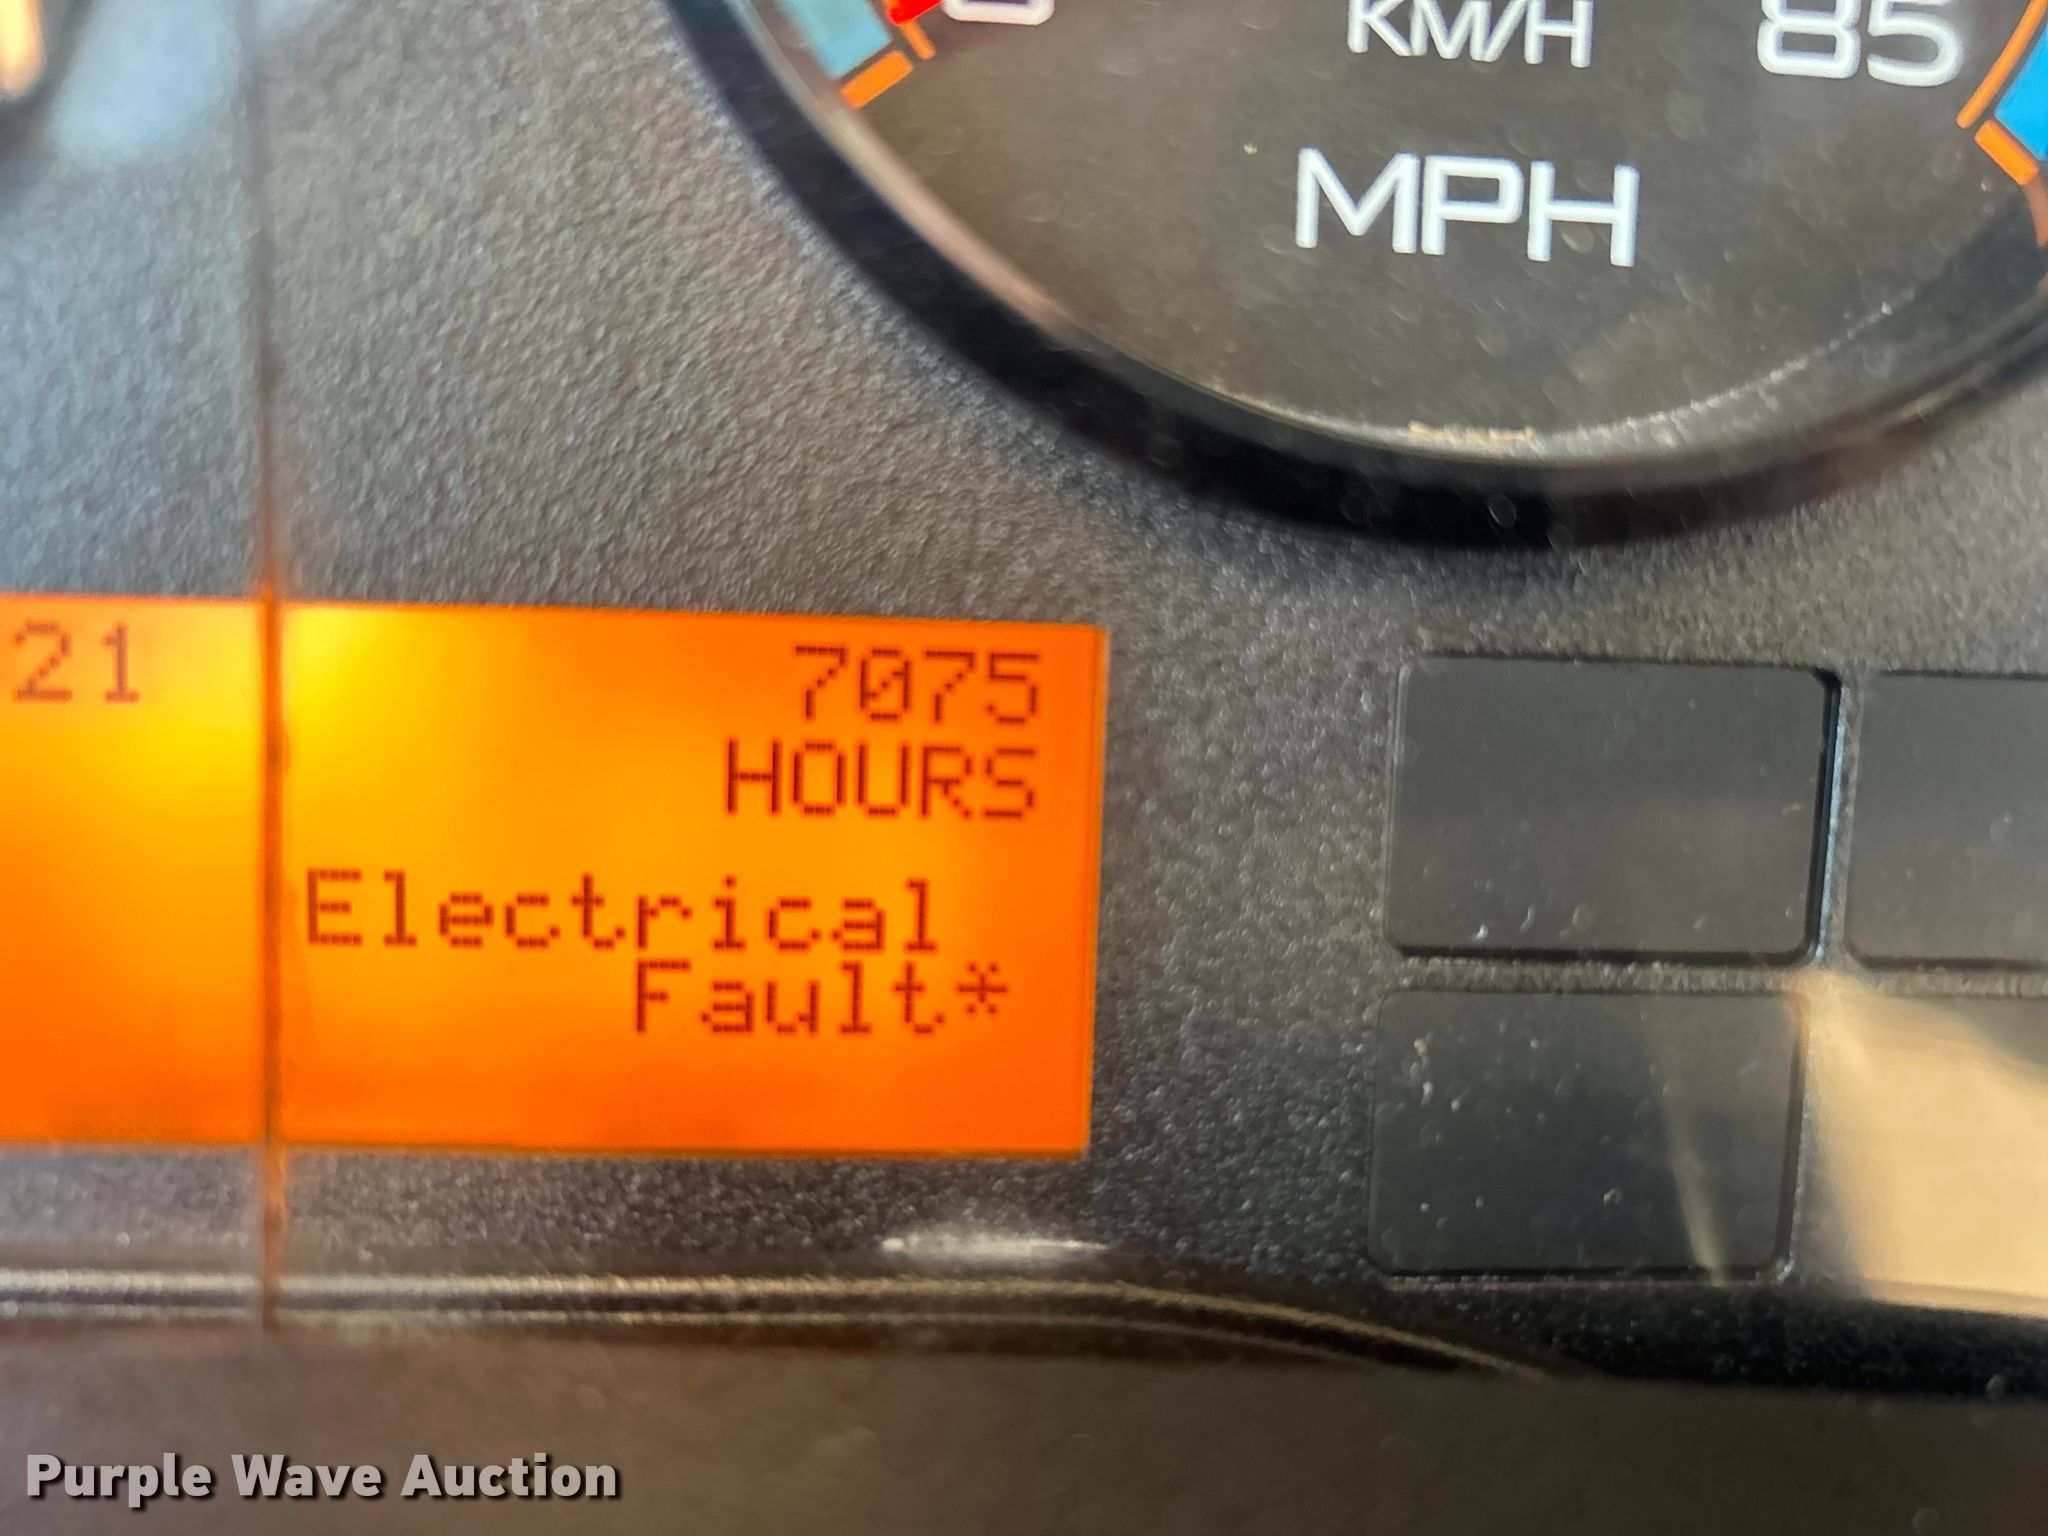 KM/H
85
MPH
21
7075
HOURS
Electrical
Fault*
Purple Wave Auction